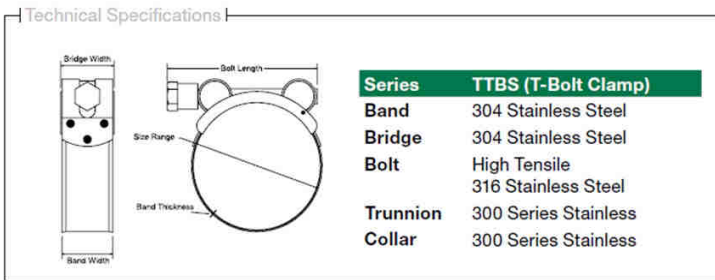 Technical Specifications
Bridge Width
Bolt Length
Size Range
Band Thickness
Band Width
Series TTBS (T-Bolt Clamp)
Band 304 Stainless Steel
Bridge 304 Stainless Steel
Bolt High Tensile
316 Stainless Steel
Trunnion 300 Series Stainless
Collar 300 Series Stainless